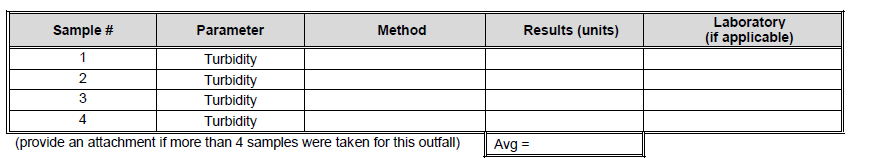 Sample # Parameter Method Results (units) Laboratory
(if applicable)
1 Turbidity
2 Turbidity
3 Turbidity
4 Turbidity
(provide an attachment if more than 4 samples were taken for this outfall) Avg =